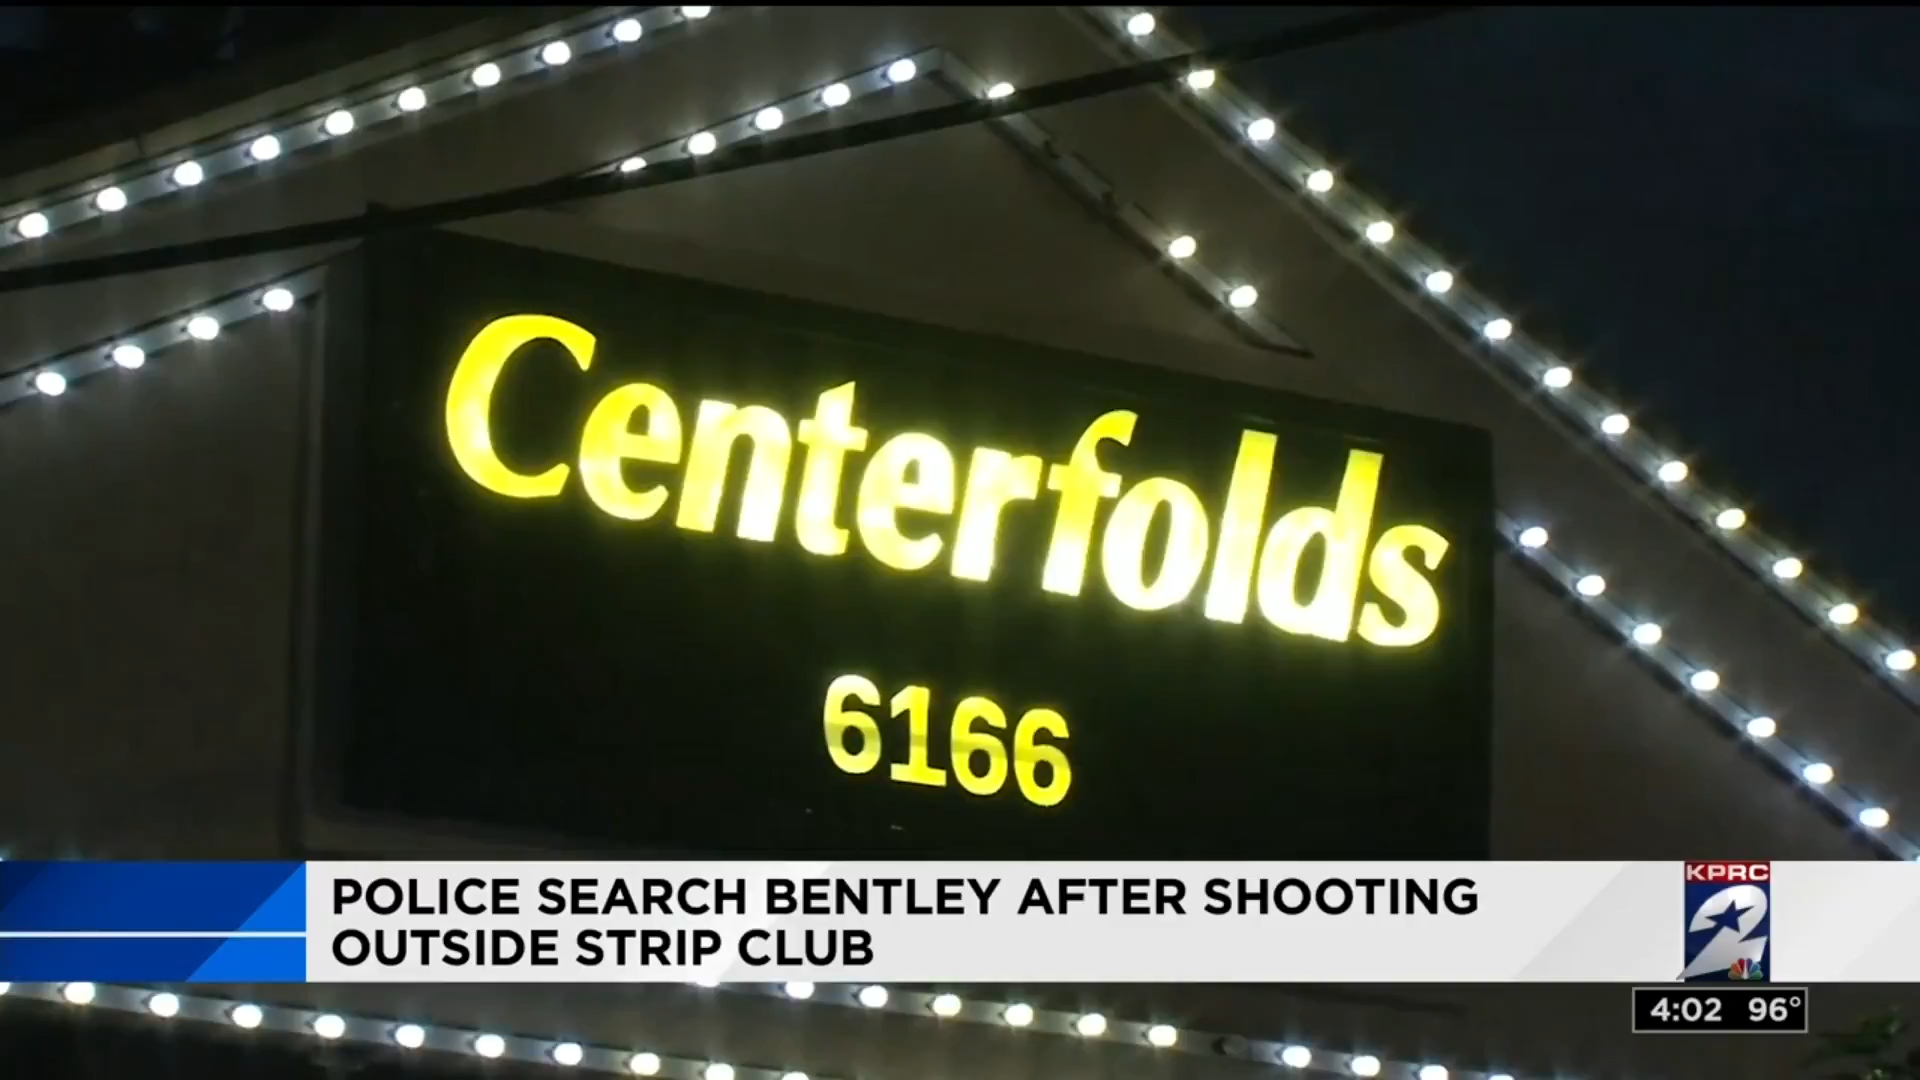 Centerfolds
6166
POLICE SEARCH BENTLEY AFTER SHOOTING
OUTSIDE STRIP CLUB
KPRC
2
4:02 96°